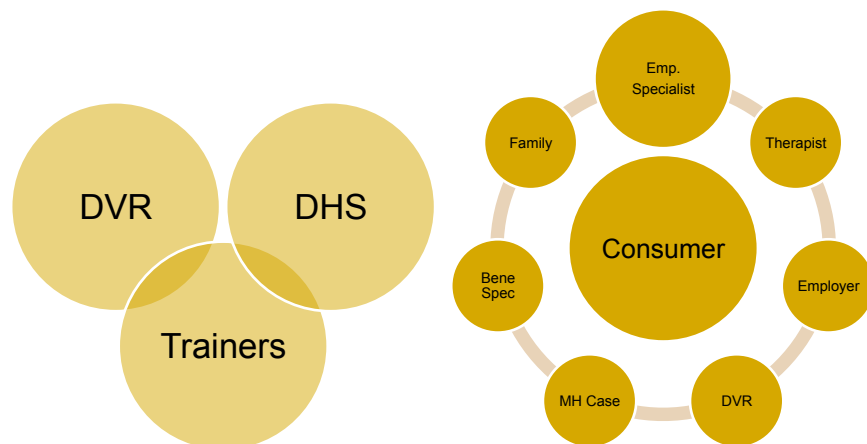 DVR
DHS
Trainers
Emp.
Specialist
Family
Therapist
Consumer
Bene
Spec
Employer
MH Case
DVR